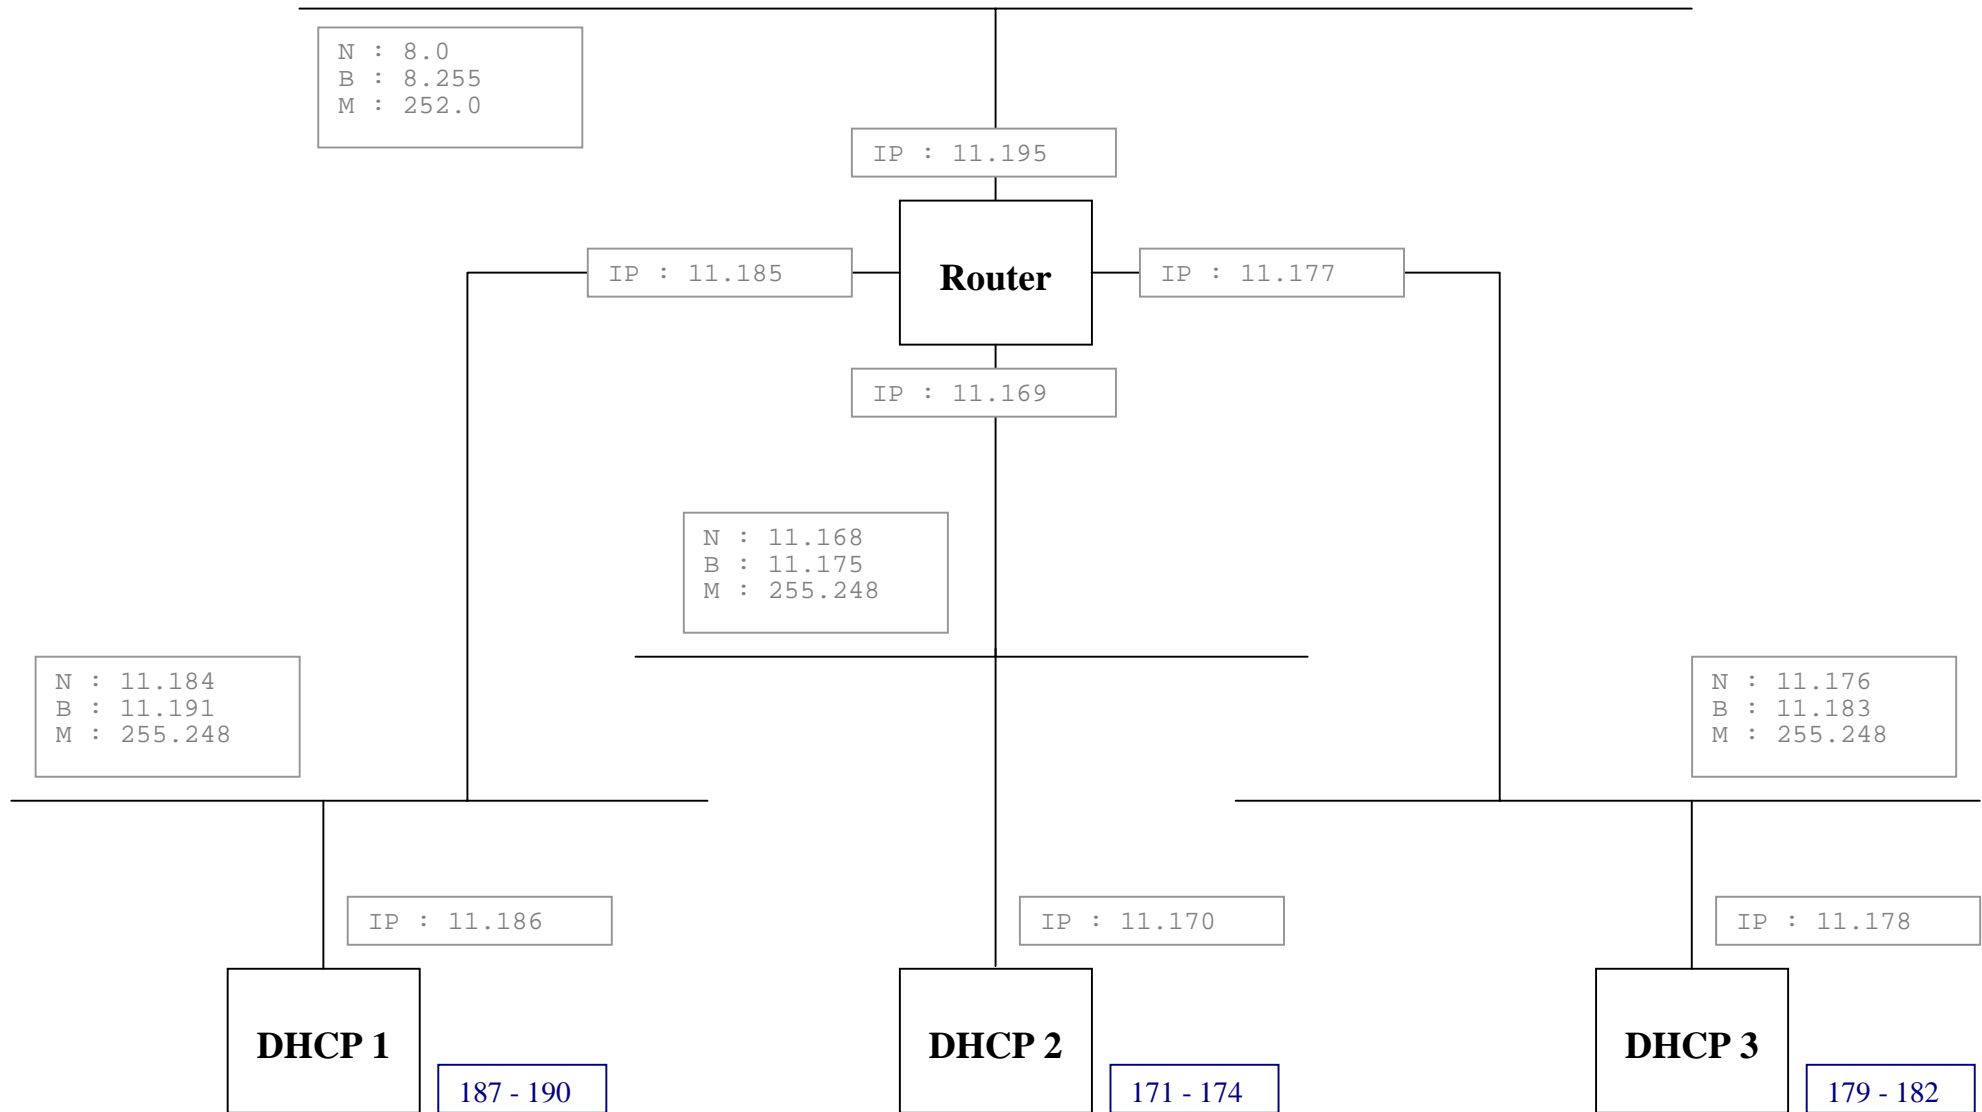 N : 8.0
B : 8.255
M : 252.0
IP : 11.195
IP : 11.185
Router
IP : 11.177
IP : 11.169
N : 11.168
B : 11.175
M : 255.248
N : 11.184
B : 11.191
M : 255.248
N : 11.176
B : 11.183
M : 255.248
IP : 11.186
IP : 11.170
IP : 11.178
DHCP 1
187 - 190
DHCP 2
171 - 174
DHCP 3
179 - 182